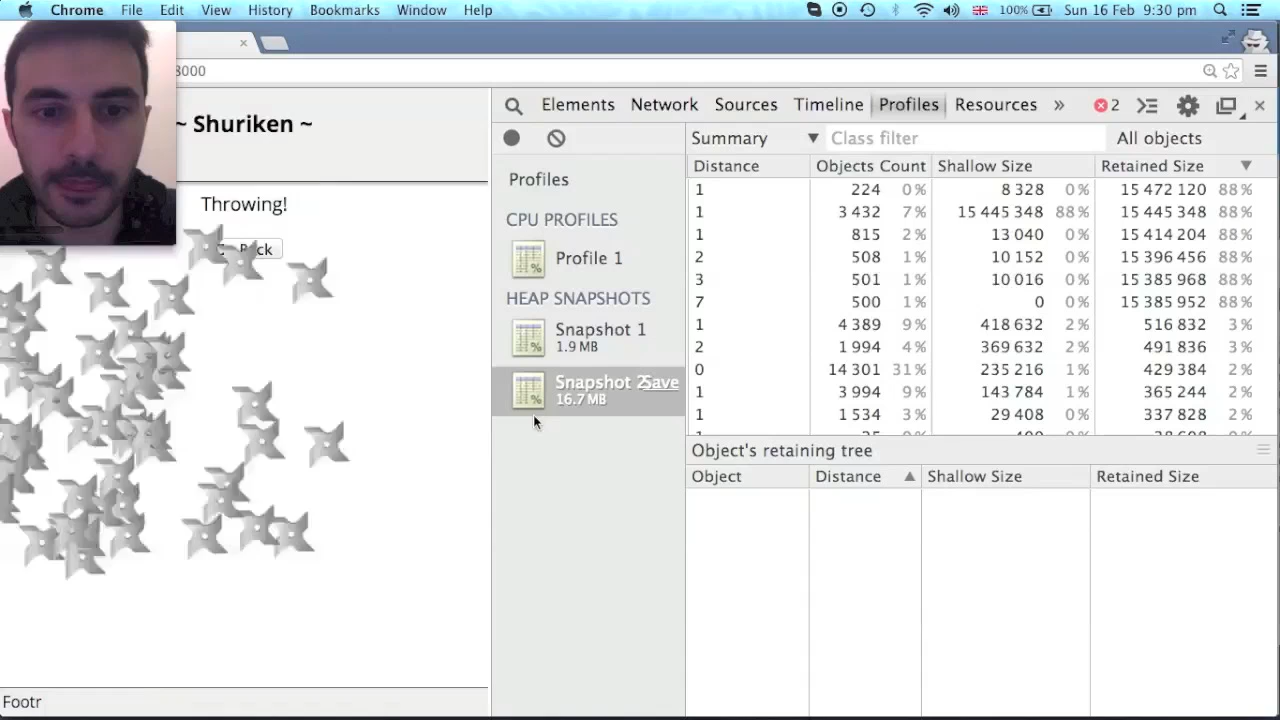 Chrome File Edit View History Bookmarks Window Help 100% Sun 16 Feb 9:30 pm
8000
~ Shuriken ~
Throwing!
Back
Footr
Elements Network Sources Timeline Profiles Resources » 2
Profiles
CPU PROFILES
Profile 1
HEAP SNAPSHOTS
Snapshot 1
1.9 MB
Snapshot 2 Save
16.7 MB
Summary ▼ Class filter All objects
Distance Objects Count Shallow Size Retained Size ▼
1 224 0% 8 328 0% 15 472 120 88%
1 3 432 7% 15 445 348 88% 15 445 348 88%
1 815 2% 13 040 0% 15 414 204 88%
2 508 1% 10 152 0% 15 396 456 88%
3 501 1% 10 016 0% 15 385 968 88%
7 500 1% 0 0% 15 385 952 88%
1 4 389 9% 418 632 2% 516 832 3%
2 1 994 4% 369 632 2% 491 836 3%
0 14 301 31% 235 216 1% 429 384 2%
1 3 994 9% 143 784 1% 365 244 2%
1 1 534 3% 29 408 0% 337 828 2%
Object's retaining tree
Object Distance ▲ Shallow Size Retained Size